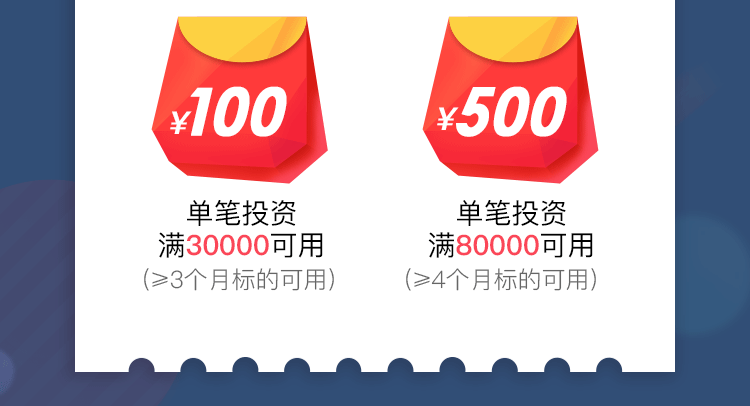 ¥100
单笔投资
满30000可用
(≥3个月标的可用)
¥500
单笔投资
满80000可用
(≥4个月标的可用)